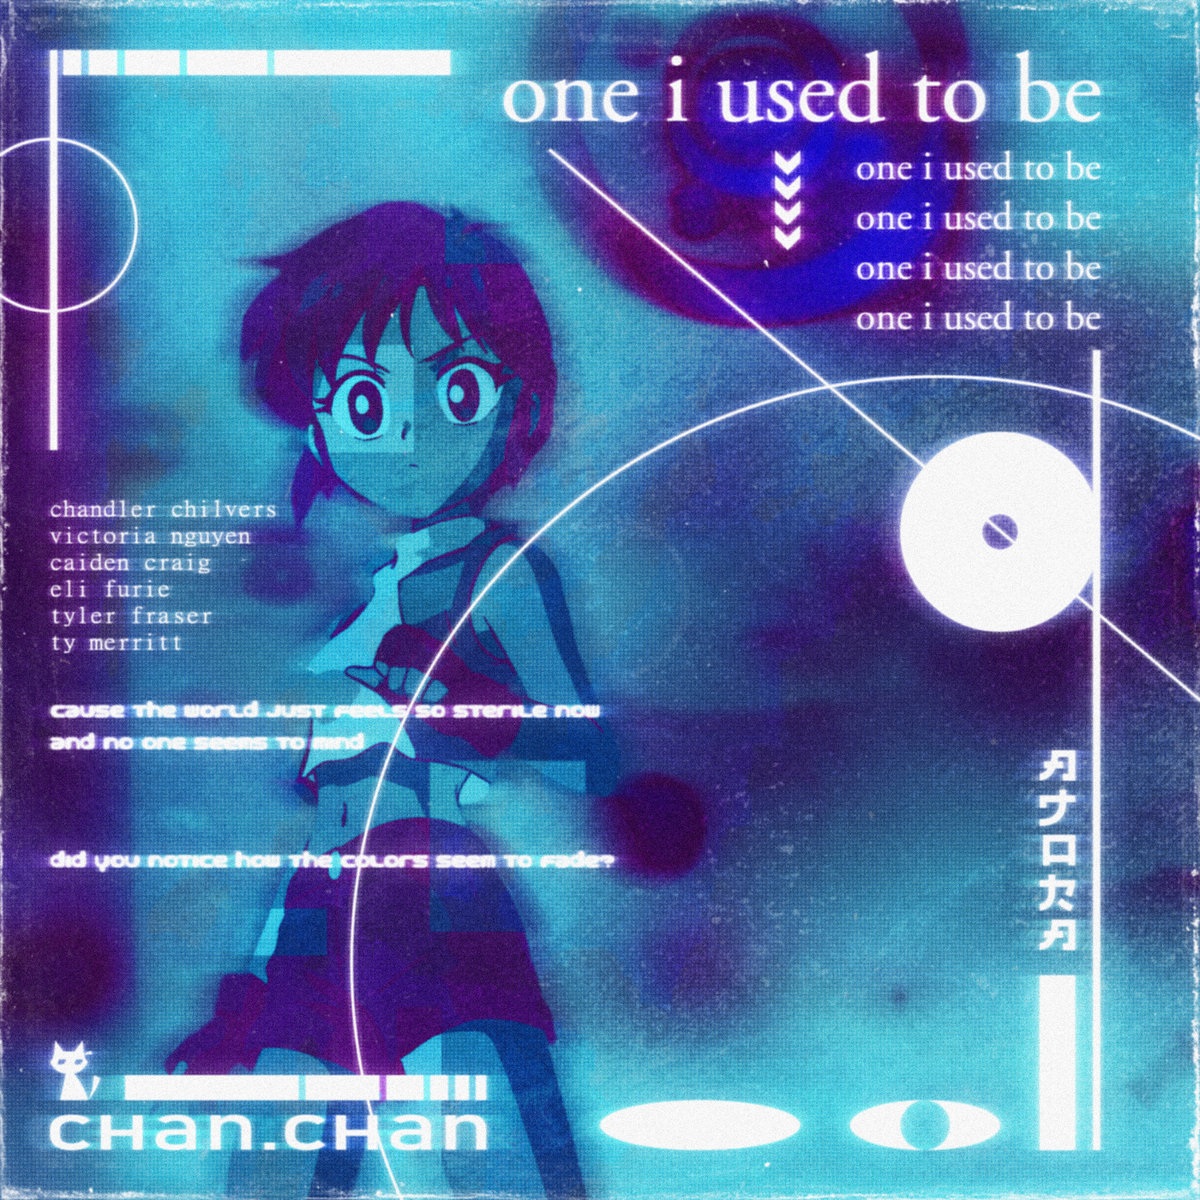 one i used to be
one i used to be
one i used to be
one i used to be
one i used to be
chandler chilvers
victoria nguyen
caiden craig
eli furie
tyler fraser
ty merritt
cause the world just feels so sterile now
and no one seems to mind
did you notice how the colors seem to fade?
chan.chan